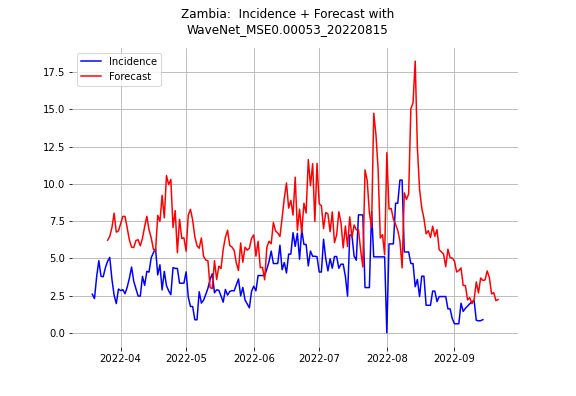 Zambia:  Incidence + Forecast with
WaveNet_MSE0.00053_20220815
Incidence
Forecast
17.5
15.0
12.5
10.0
7.5
5.0
2.5
0.0
2022-04 2022-05 2022-06 2022-07 2022-08 2022-09